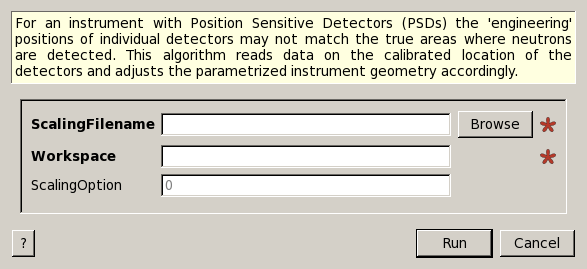 For an instrument with Position Sensitive Detectors (PSDs) the 'engineering'
positions of individual detectors may not match the true areas where neutrons
are detected. This algorithm reads data on the calibrated location of the
detectors and adjusts the parametrized instrument geometry accordingly.
ScalingFilename Browse *
Workspace *
ScalingOption 0
? Run Cancel